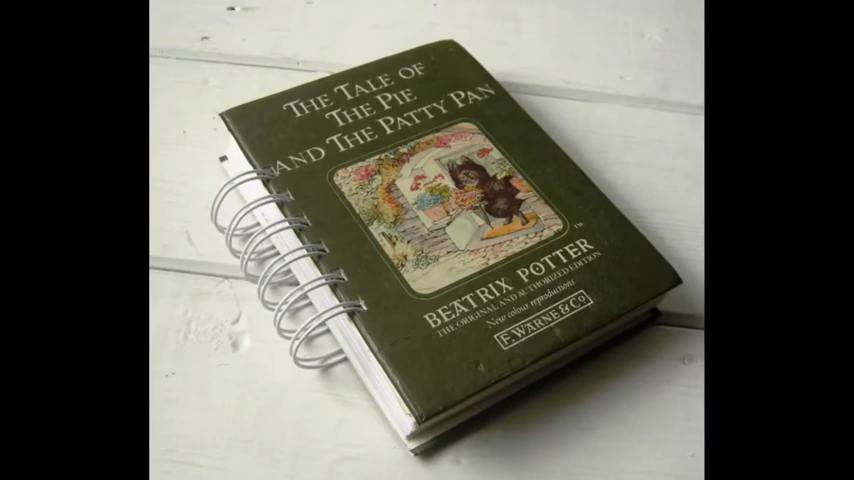 THE TALE OF
THE PIE
AND THE PATTY PAN
™
BEATRIX POTTER
THE ORIGINAL AND AUTHORIZED EDITION
New colour reproductions
F. WARNE & Co